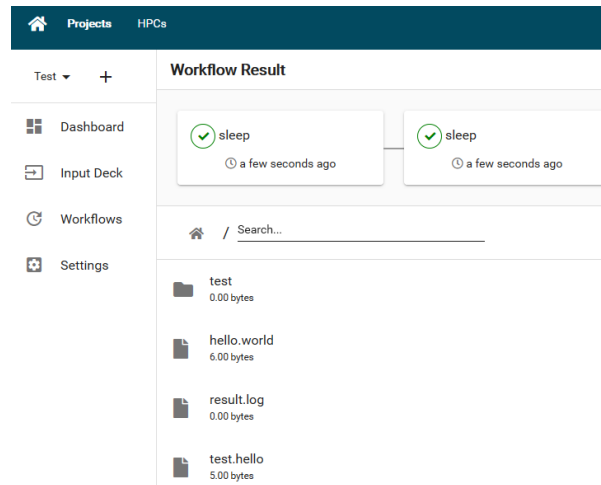 Projects HPCs
Test +
Workflow Result
Dashboard
Input Deck
Workflows
Settings
sleep
a few seconds ago
sleep
a few seconds ago
/ Search...
test
0.00 bytes
hello.world
6.00 bytes
result.log
0.00 bytes
test.hello
5.00 bytes